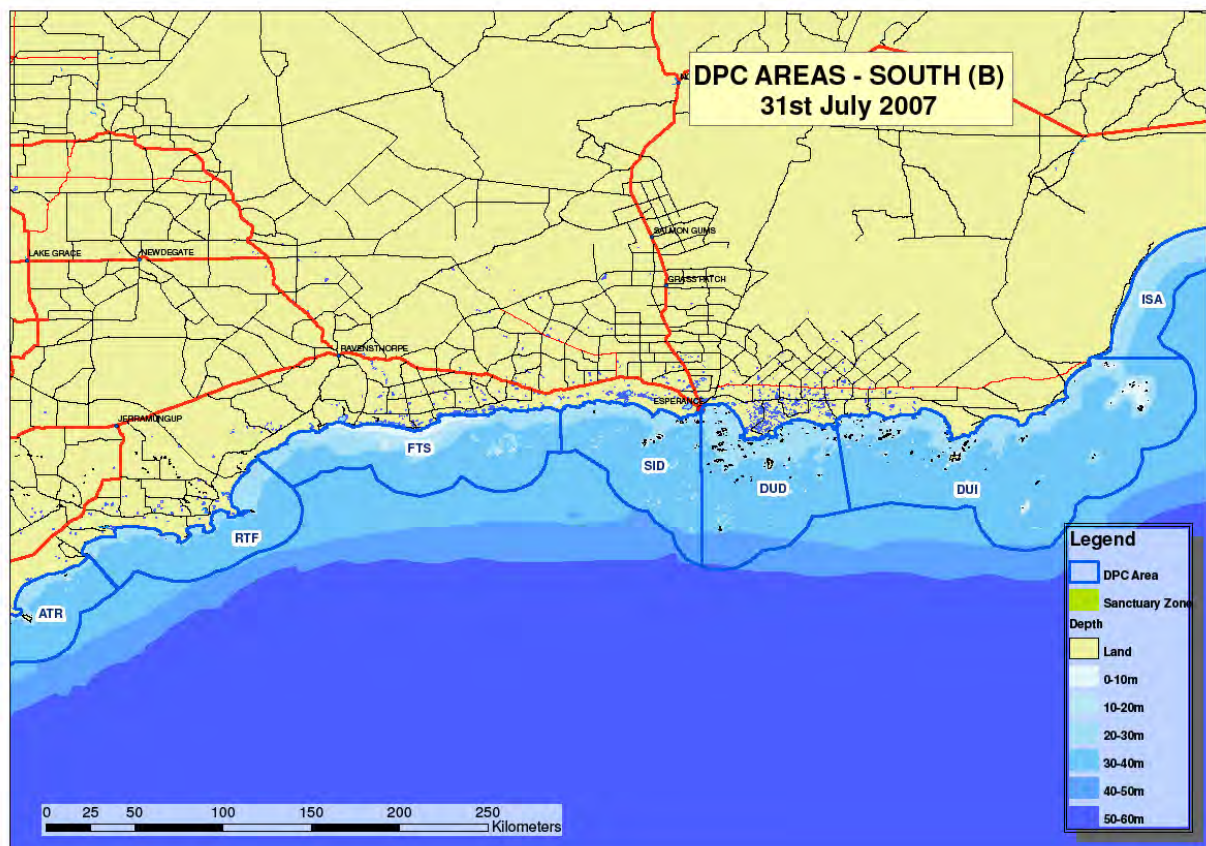 DPC AREAS - SOUTH (B)
31st July 2007
SALMON GUMS
LAKE GRACE
NEWDEGATE
GRASS PATCH
ISA
RAVENSTHORPE
ESPERANCE
JERRAMUNGUP
FTS
SID
DUD
DUI
RTF
ATR
Legend
DPC Area
Sanctuary Zone
Depth
Land
0-10m
10-20m
20-30m
30-40m
40-50m
50-60m
0 25 50 100 150 200 250
Kilometers